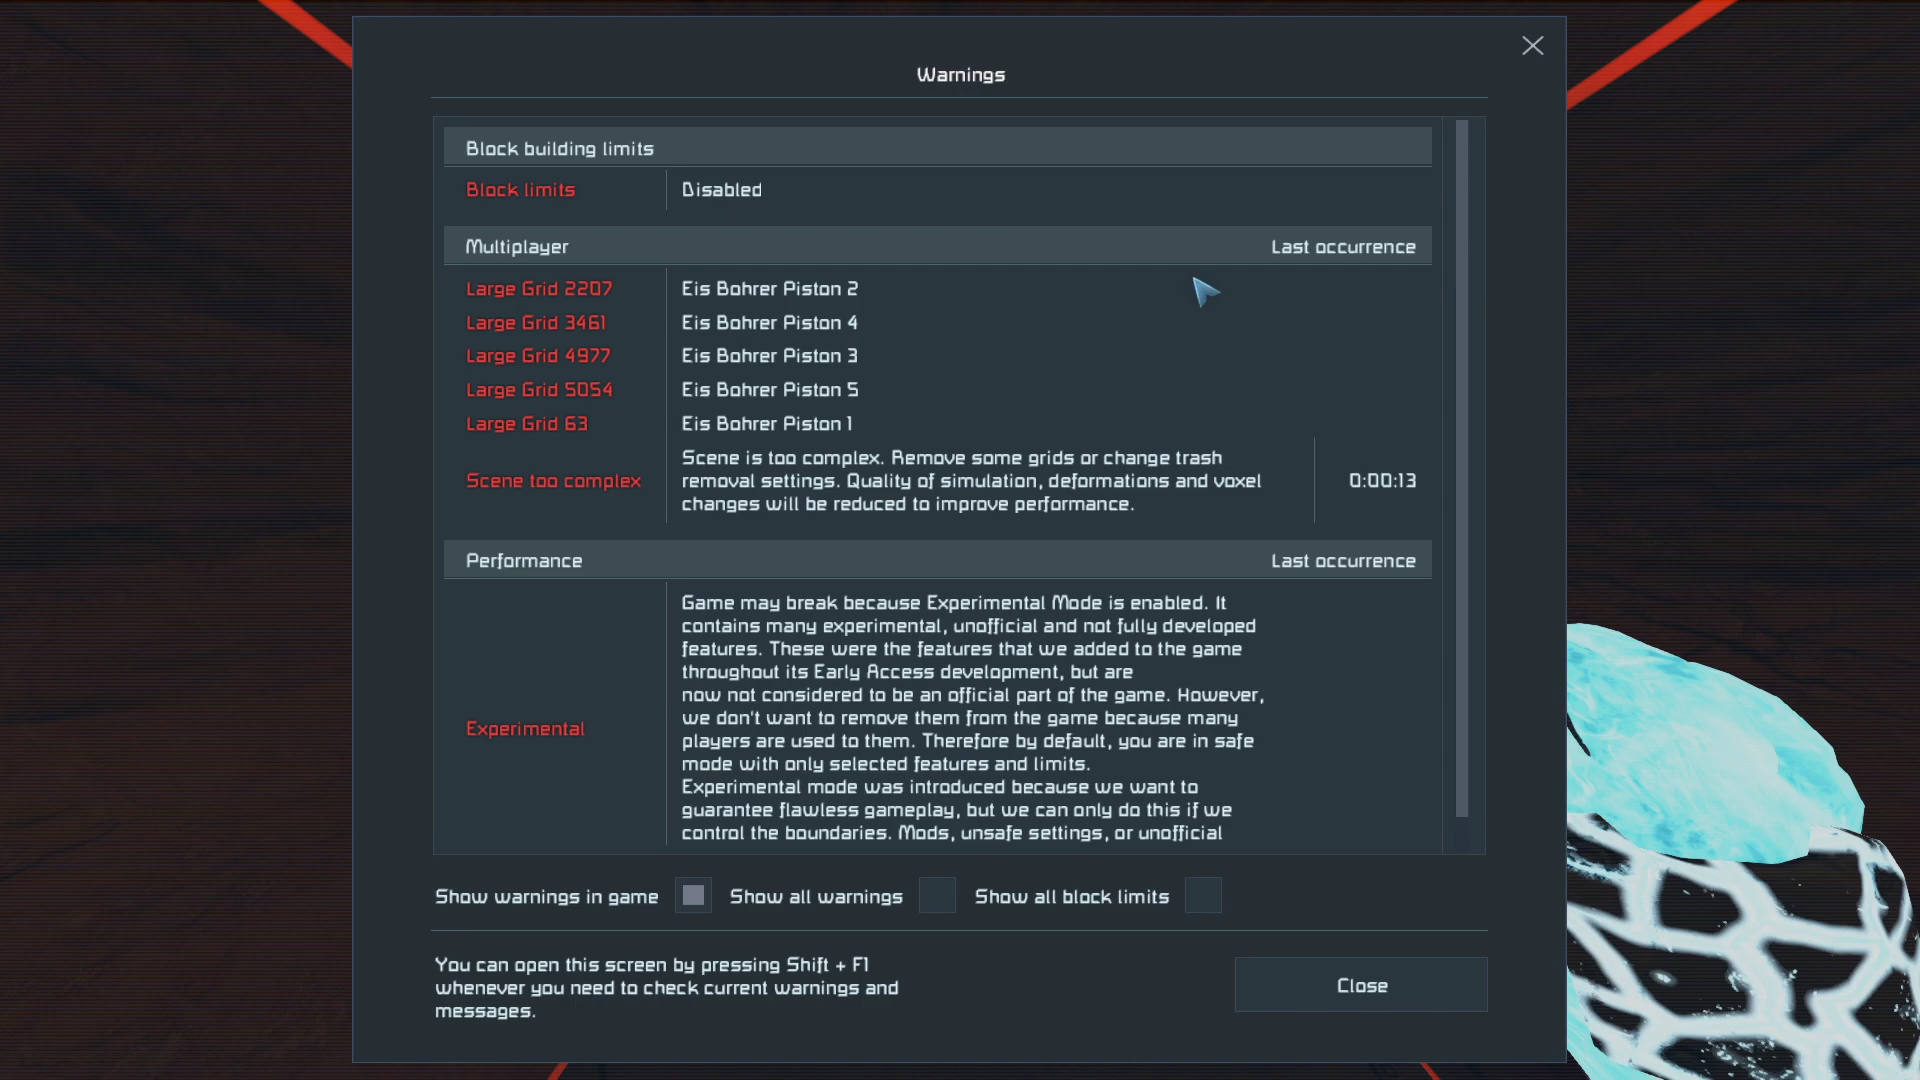 Warnings
Block building limits
Block limits Disabled
Multiplayer Last occurrence
Large Grid 2207 Eis Bohrer Piston 2
Large Grid 3461 Eis Bohrer Piston 4
Large Grid 4977 Eis Bohrer Piston 3
Large Grid 5054 Eis Bohrer Piston 5
Large Grid 63 Eis Bohrer Piston 1
Scene is too complex. Remove some grids or change trash
Scene too complex removal settings. Quality of simulation, deformations and voxel 0:00:13
changes will be reduced to improve performance.
Performance Last occurrence
Game may break because Experimental Mode is enabled. It
contains many experimental, unofficial and not fully developed
features. These were the features that we added to the game
throughout its Early Access development, but are
now not considered to be an official part of the game. However,
we don't want to remove them from the game because many
Experimental
players are used to them. Therefore by default, you are in safe
mode with only selected features and limits.
Experimental mode was introduced because we want to
guarantee flawless gameplay, but we can only do this if we
control the boundaries. Mods, unsafe settings, or unofficial
Show warnings in game Show all warnings Show all block limits
You can open this screen by pressing Shift + F1
whenever you need to check current warnings and
messages.
Close